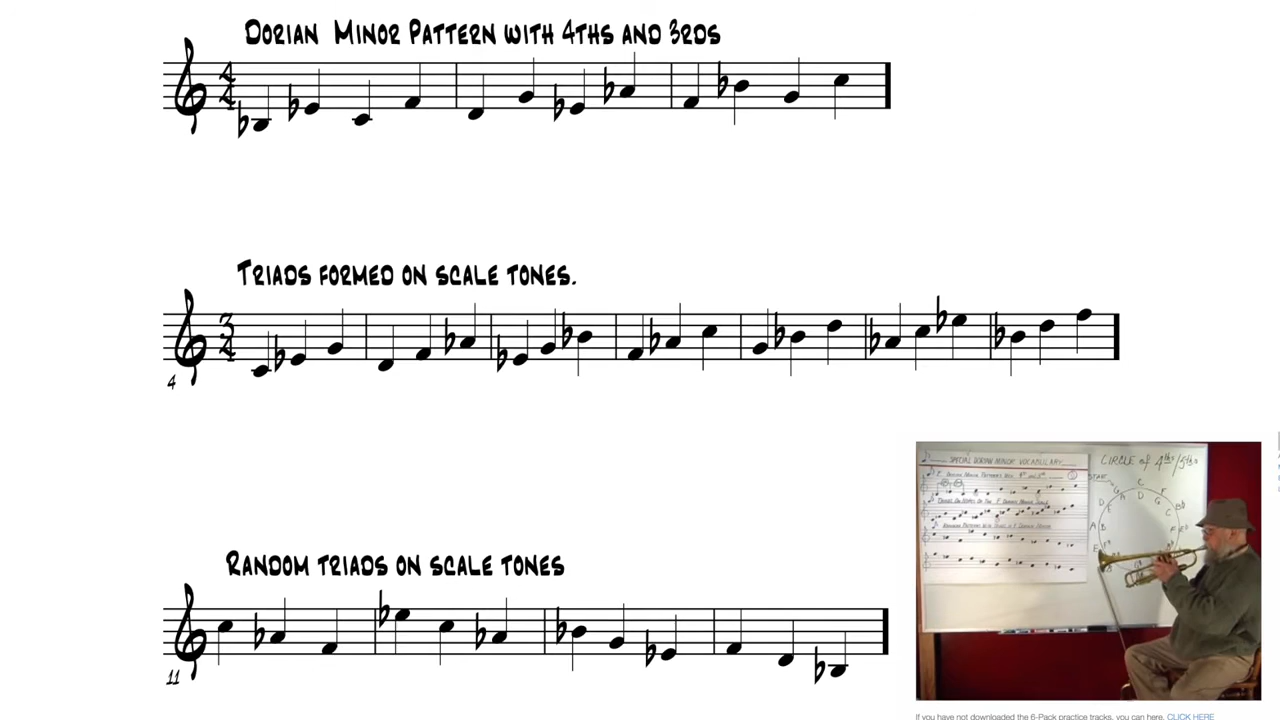 Dorian Minor Pattern with 4ths and 3rds
4
4
Triads formed on scale tones.
3
4
4
Random triads on scale tones
11
SPECIAL DORIAN MINOR VOCABULARY
CIRCLE of 4ths/5ths
If you have not downloaded the 6-Pack practice tracks, you can here. CLICK HERE